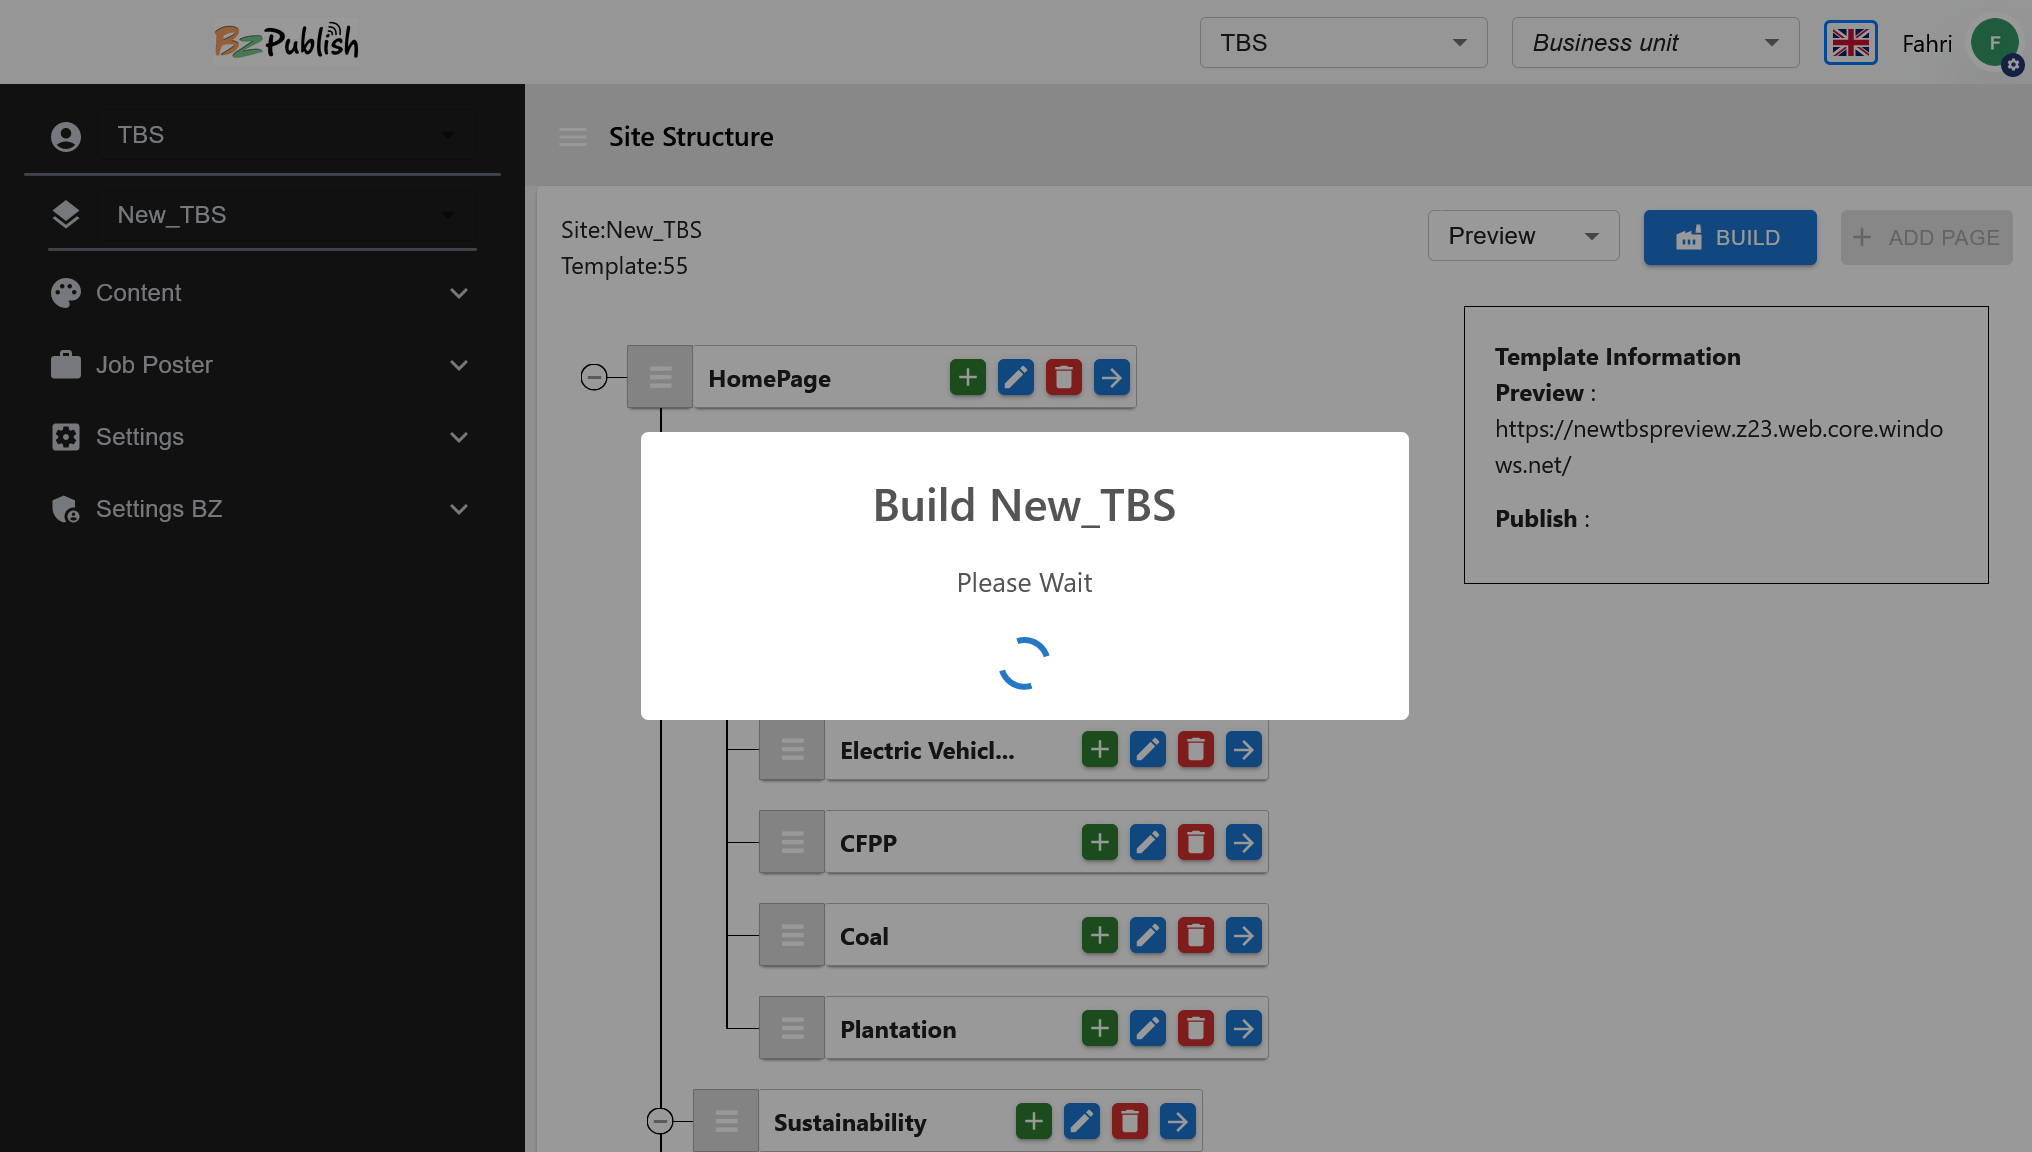 BzPublish
TBS
Business unit
Fahri
F
TBS
New_TBS
Content
Job Poster
Settings
Settings BZ
Site Structure
Site:New_TBS
Template:55
Preview
BUILD
ADD PAGE
Template Information
Preview :
https://newtbspreview.z23.web.core.windo
ws.net/
Publish :
HomePage
Build New_TBS
Please Wait
Electric Vehicl...
CFPP
Coal
Plantation
Sustainability